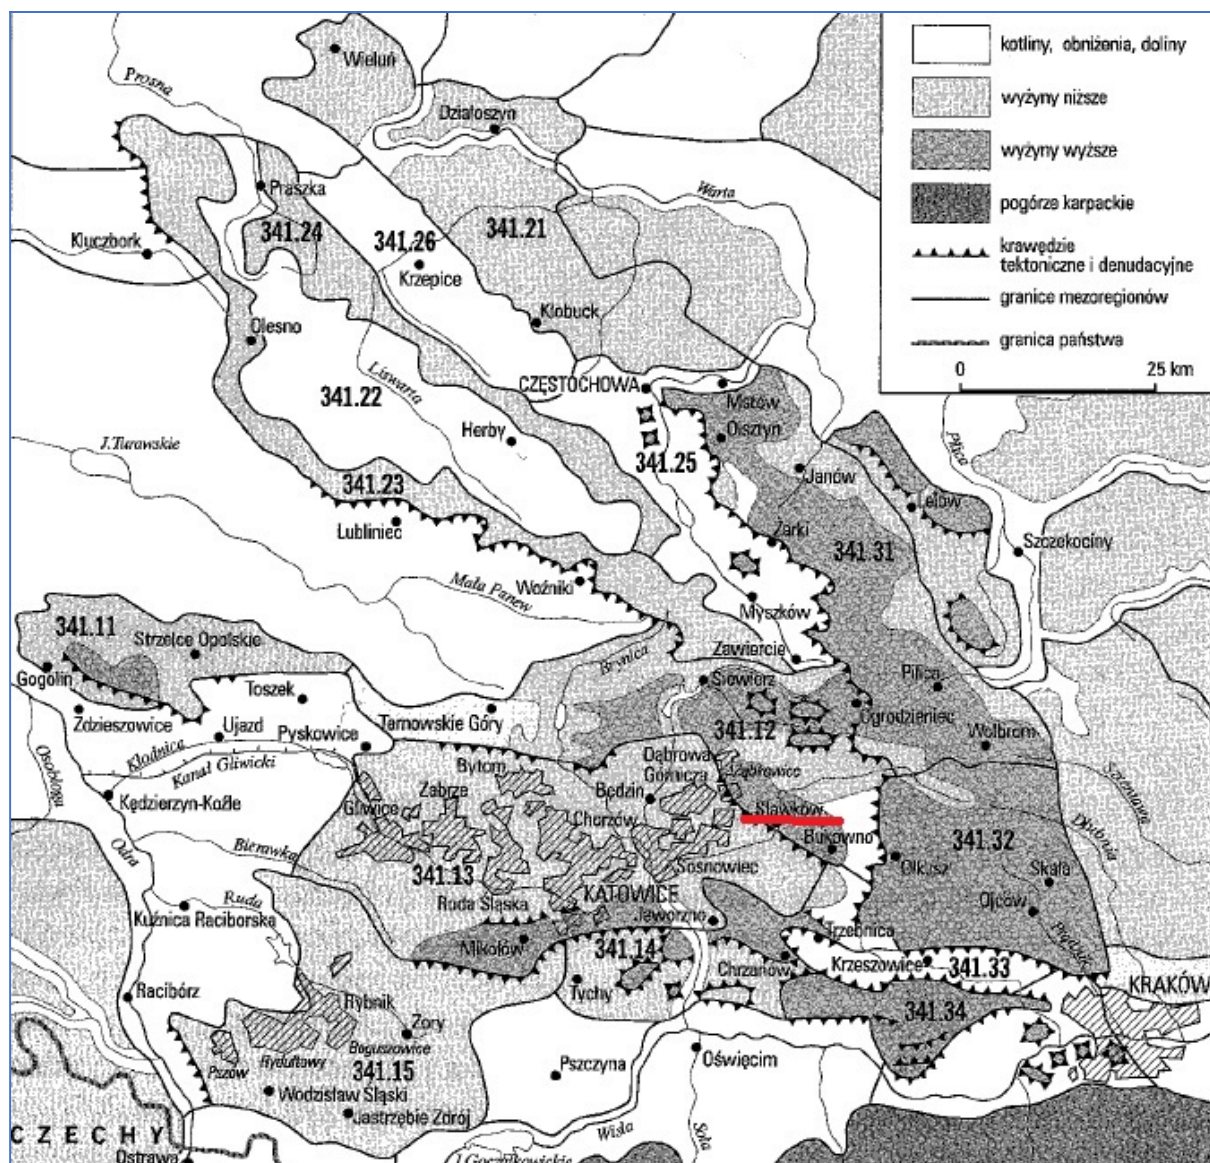 kotliny, obniżenia, doliny
wyżyny niższe
wyżyny wyższe
pogórze karpackie
krawędzie
tektoniczne i denudacyjne
granice mezoregionów
granica państwa
0 25 km
Wieluń
Prosna
Działoszyn
Praszka
Warta
Kluczbork
341.24
341.26
341.21
Krzepice
Kłobuck
Olesno
Liswarta
CZĘSTOCHOWA
341.22
Mstów
Olsztyn
Herby
Pilica
J. Turawskie
341.25
Janów
341.23
Lelów
Lubliniec
Żarki
341.31
Szczekociny
Mała Panew
Woźniki
Myszków
341.11
Strzelce Opolskie
Brynica
Zawiercie
Gogolin
Toszek
Siewierz
Pilica
Zdzieszowice
Ujazd
Tarnowskie Góry
341.12
Ogrodzieniec
Pyskowice
Wolbrom
Osobłoga
Kłodnica
Kanał Gliwicki
Bytom
Dąbrowa
Górnicza
Ząbkowice
Szreniawa
Kędzierzyn-Koźle
Zabrze
Będzin
Gliwice
Chorzów
Sławków
Bukowno
341.32
Dłubnia
Odra
Bierawka
Sosnowiec
Olkusz
Skała
341.13
KATOWICE
Ruda
Ruda Śląska
Jaworzno
Ojców
Kuźnia Raciborska
Mikołów
341.14
Trzebinia
Prądnik
Chrzanów
Krzeszowice
341.33
KRAKÓW
Racibórz
Rybnik
Tychy
341.34
Żory
Pszów
Rydułtowy
Boguszowice
341.15
Pszczyna
Oświęcim
Wodzisław Śląski
Jastrzębie Zdrój
CZECHY
Wisła
Soła
Ostrawa
J. Goczałkowickie